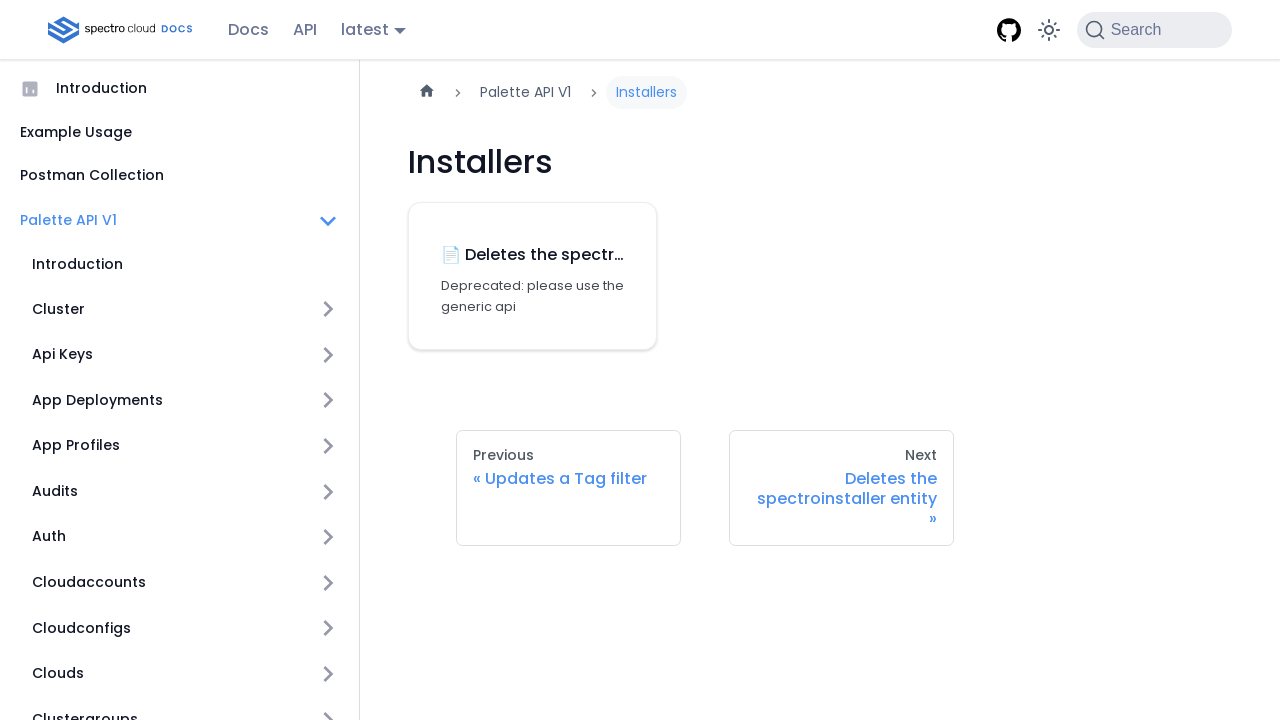 spectro cloud DOCS
Docs
API
latest
Search
Introduction
Example Usage
Postman Collection
Palette API V1
Introduction
Cluster
Api Keys
App Deployments
App Profiles
Audits
Auth
Cloudaccounts
Cloudconfigs
Clouds
Clustergroups
Palette API V1
Installers
Installers
📄 Deletes the spectr...
Deprecated: please use the
generic api
Previous
« Updates a Tag filter
Next
Deletes the
spectroinstaller entity
»